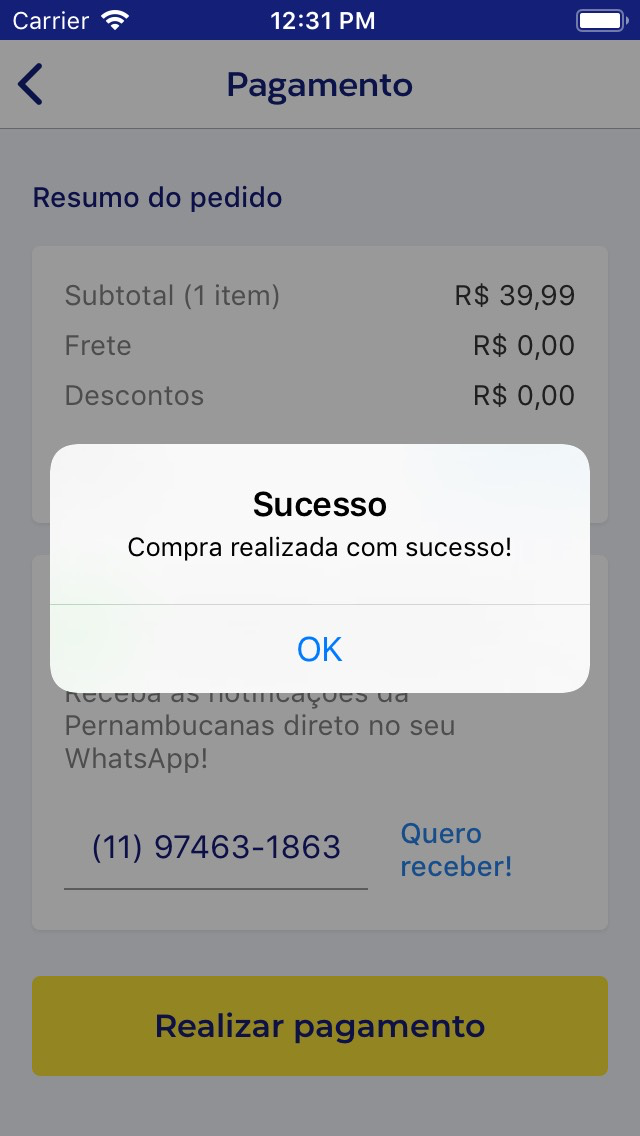 Carrier
12:31 PM
Pagamento
Resumo do pedido
Subtotal (1 item) R$ 39,99
Frete R$ 0,00
Descontos R$ 0,00
Sucesso
Compra realizada com sucesso!
OK
Receba as notificações da
Pernambucanas direto no seu
WhatsApp!
(11) 97463-1863
Quero
receber!
Realizar pagamento